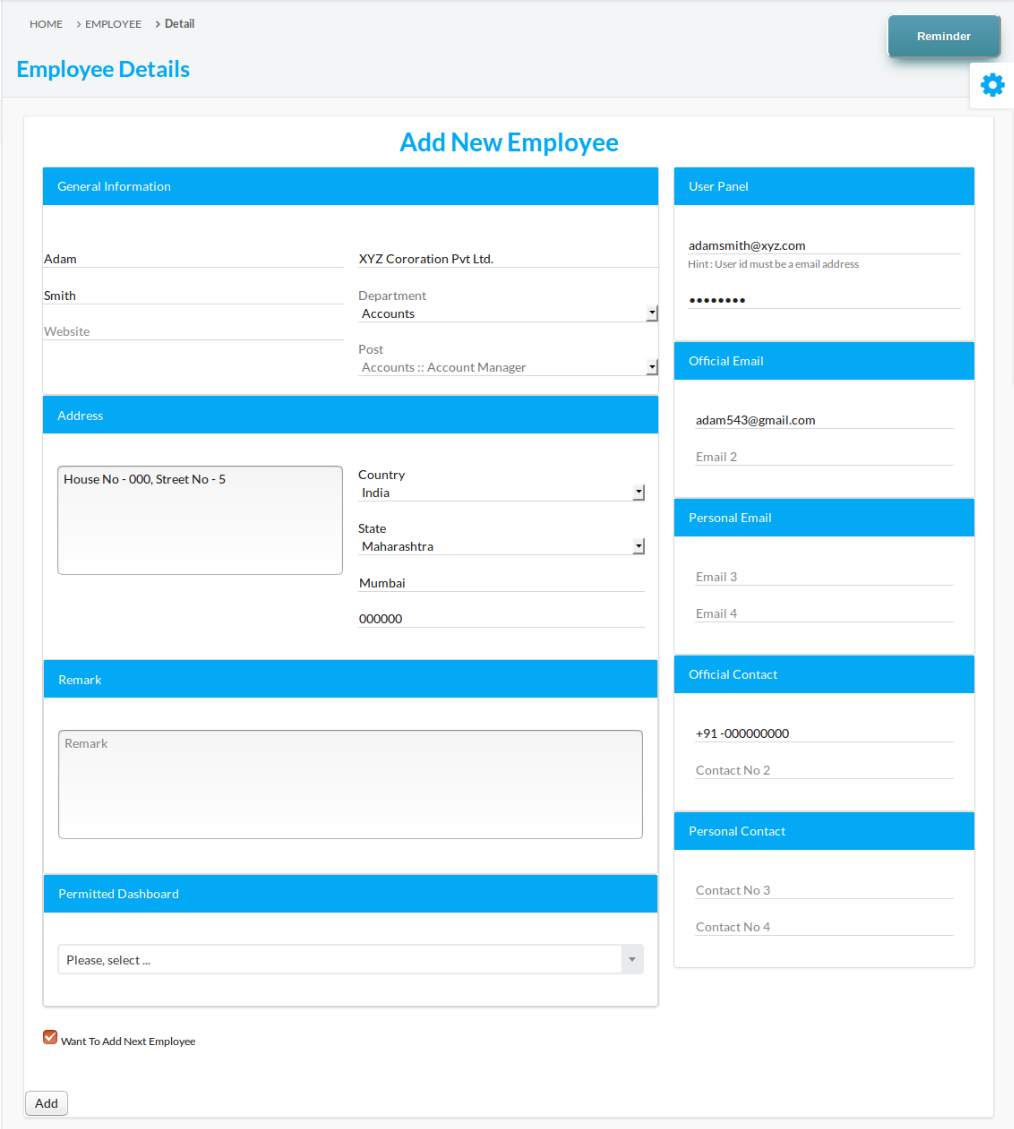 HOME > EMPLOYEE > Detail
Reminder
Employee Details
Add New Employee
General Information
Adam
XYZ Cororation Pvt Ltd.
Smith
Department
Accounts
Website
Post
Accounts :: Account Manager
Address
House No - 000, Street No - 5
Country
India
State
Maharashtra
Mumbai
000000
Remark
Remark
Permitted Dashboard
Please, select ...
Want To Add Next Employee
Add
User Panel
adamsmith@xyz.com
Hint : User id must be a email address
••••••••
Official Email
adam543@gmail.com
Email 2
Personal Email
Email 3
Email 4
Official Contact
+91 -000000000
Contact No 2
Personal Contact
Contact No 3
Contact No 4